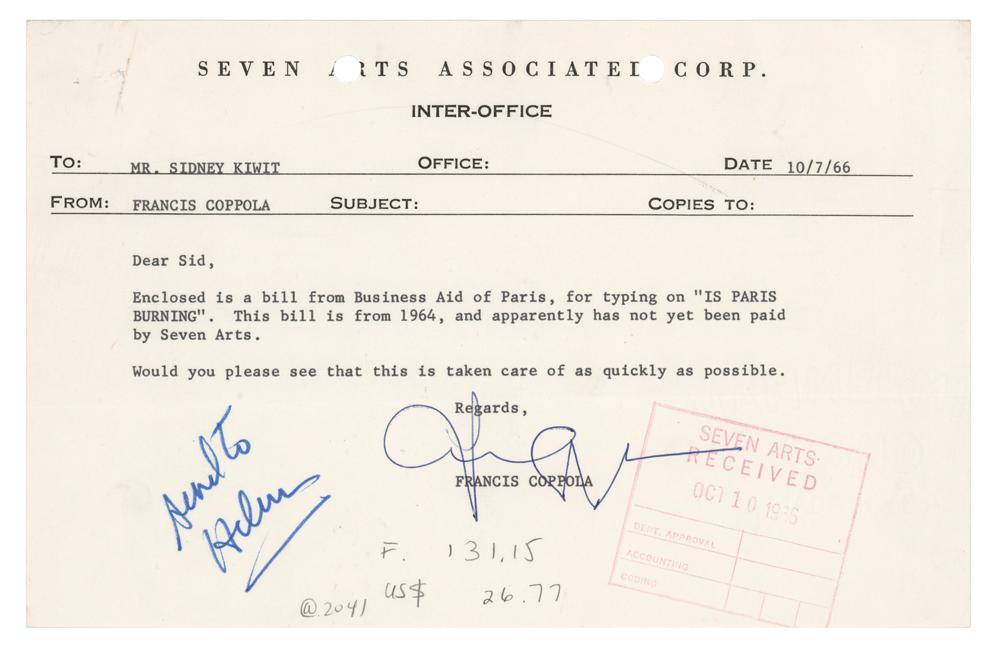 SEVEN ARTS ASSOCIATED CORP.
INTER-OFFICE
TO: MR. SIDNEY KIWIT OFFICE: DATE 10/7/66
FROM: FRANCIS COPPOLA SUBJECT: COPIES TO:
Dear Sid,
Enclosed is a bill from Business Aid of Paris, for typing on "IS PARIS
BURNING". This bill is from 1964, and apparently has not yet been paid
by Seven Arts.
Would you please see that this is taken care of as quickly as possible.
Regards,
FRANCIS COPPOLA
send to
SEVEN ARTS
RECEIVED
OCT 10 1966
DEPT. APPROVAL
ACCOUNTING
CODING
F. 131.15
US$ 26.77
@.2041